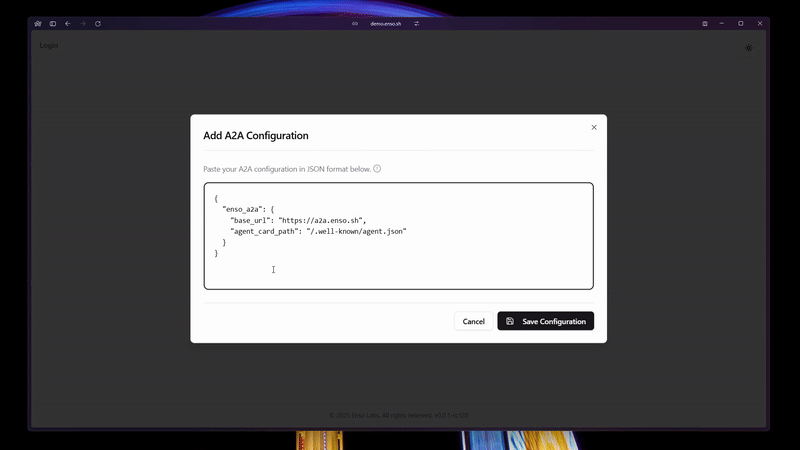 demo.enso.sh
Login
Add A2A Configuration
Paste your A2A configuration in JSON format below.
{
"enso_a2a": {
"base_url": "https://a2a.enso.sh",
"agent_card_path": "/.well-known/agent.json"
}
}
Cancel
Save Configuration
© 2025 Enso Labs. All rights reserved.